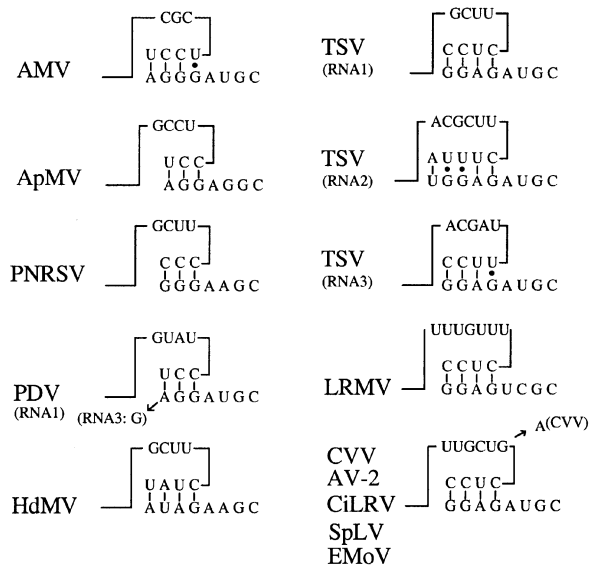 CGC
UCCU
AMV
AGGGAUGC
GCCU
UCC
ApMV
AGGAGGC
GCUU
CCC
PNRSV
GGGAAGC
GUAU
UCC
PDV
AGGAUGC
(RNA1)
(RNA3: G)
GCUU
UAUC
HdMV
AUAGAAGC
GCUU
TSV
CCUC
(RNA1)
GGAGAUGC
ACGCUU
TSV
AUUUC
(RNA2)
UGGAGAUGC
ACGAU
TSV
CCUU
(RNA3)
GGAGAUGC
UUUGUUU
CCUC
LRMV
GGAGUCGC
A(CVV)
UUGCUG
CVV
AV-2
CCUC
CiLRV
GGAGAUGC
SpLV
EMoV